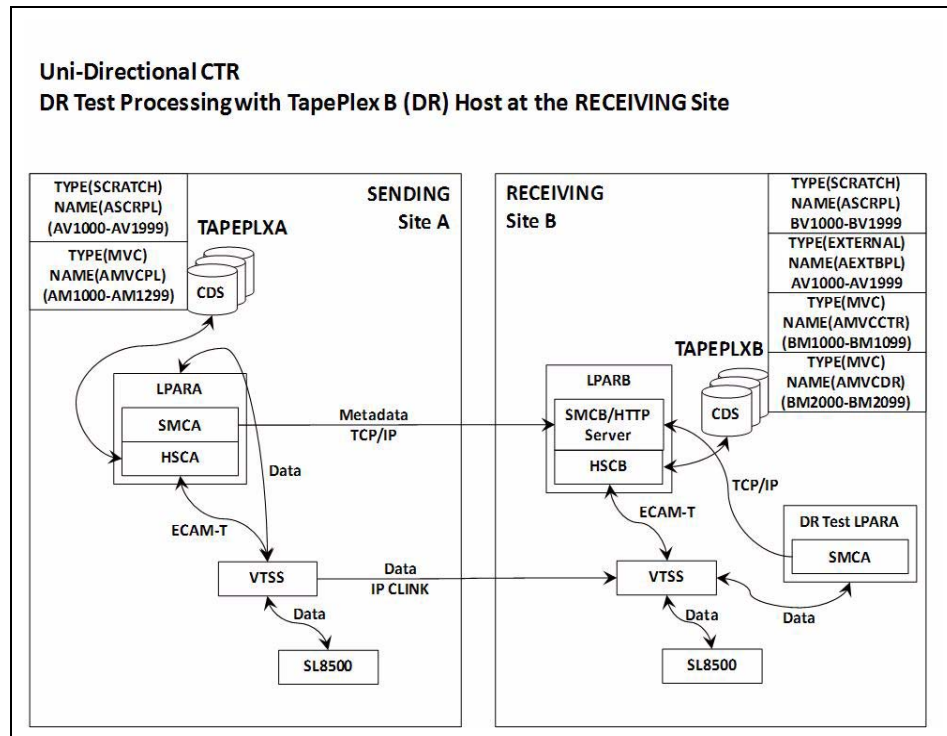 Uni-Directional CTR
DR Test Processing with TapePlex B (DR) Host at the RECEIVING Site
TYPE(SCRATCH)
NAME(ASCRPL)
(AV1000-AV1999)
TYPE(MVC)
NAME(AMVCPL)
(AM1000-AM1299)
TAPEPLXA
CDS
SENDING
Site A
LPARA
SMCA
HSCA
Data
ECAM-T
VTSS
Data
SL8500
Metadata
TCP/IP
Data
IP CLINK
RECEIVING
Site B
TYPE(SCRATCH)
NAME(ASCRPL)
BV1000-BV1999
TYPE(EXTERNAL)
NAME(AEXTBPL)
AV1000-AV1999
TYPE(MVC)
NAME(AMVCCTR)
(BM1000-BM1099)
TYPE(MVC)
NAME(AMVCDR)
(BM2000-BM2099)
TAPEPLXB
CDS
LPARB
SMCB/HTTP
Server
HSCB
TCP/IP
ECAM-T
DR Test LPARA
SMCA
VTSS
Data
Data
SL8500